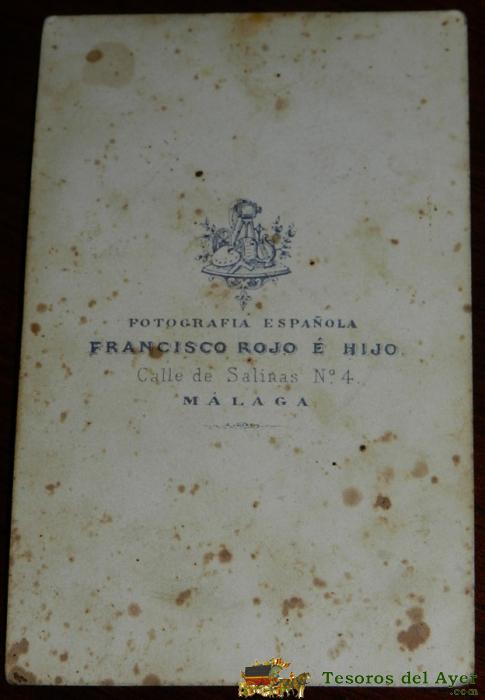 FOTOGRAFIA ESPAÑOLA
FRANCISCO ROJO É HIJO.
Calle de Salinas Nº 4.
MÁLAGA
Tesoros del Ayer
.com